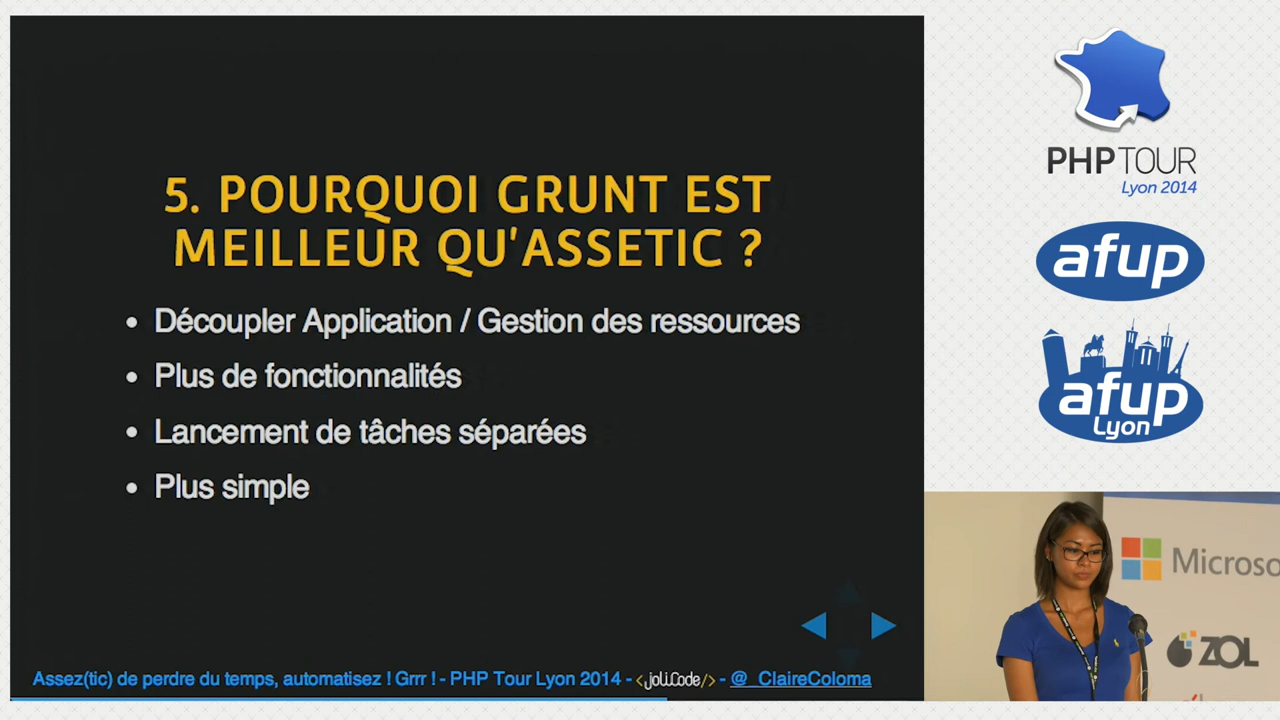 5. POURQUOI GRUNT EST
MEILLEUR QU'ASSETIC ?
Découpler Application / Gestion des ressources
Plus de fonctionnalités
Lancement de tâches séparées
Plus simple
Assez(tic) de perdre du temps, automatisez ! Grrr ! - PHP Tour Lyon 2014 - <joliCode/> - @_ClaireColoma
PHP TOUR
Lyon 2014
afup
afup
Lyon
Microso
ZOL